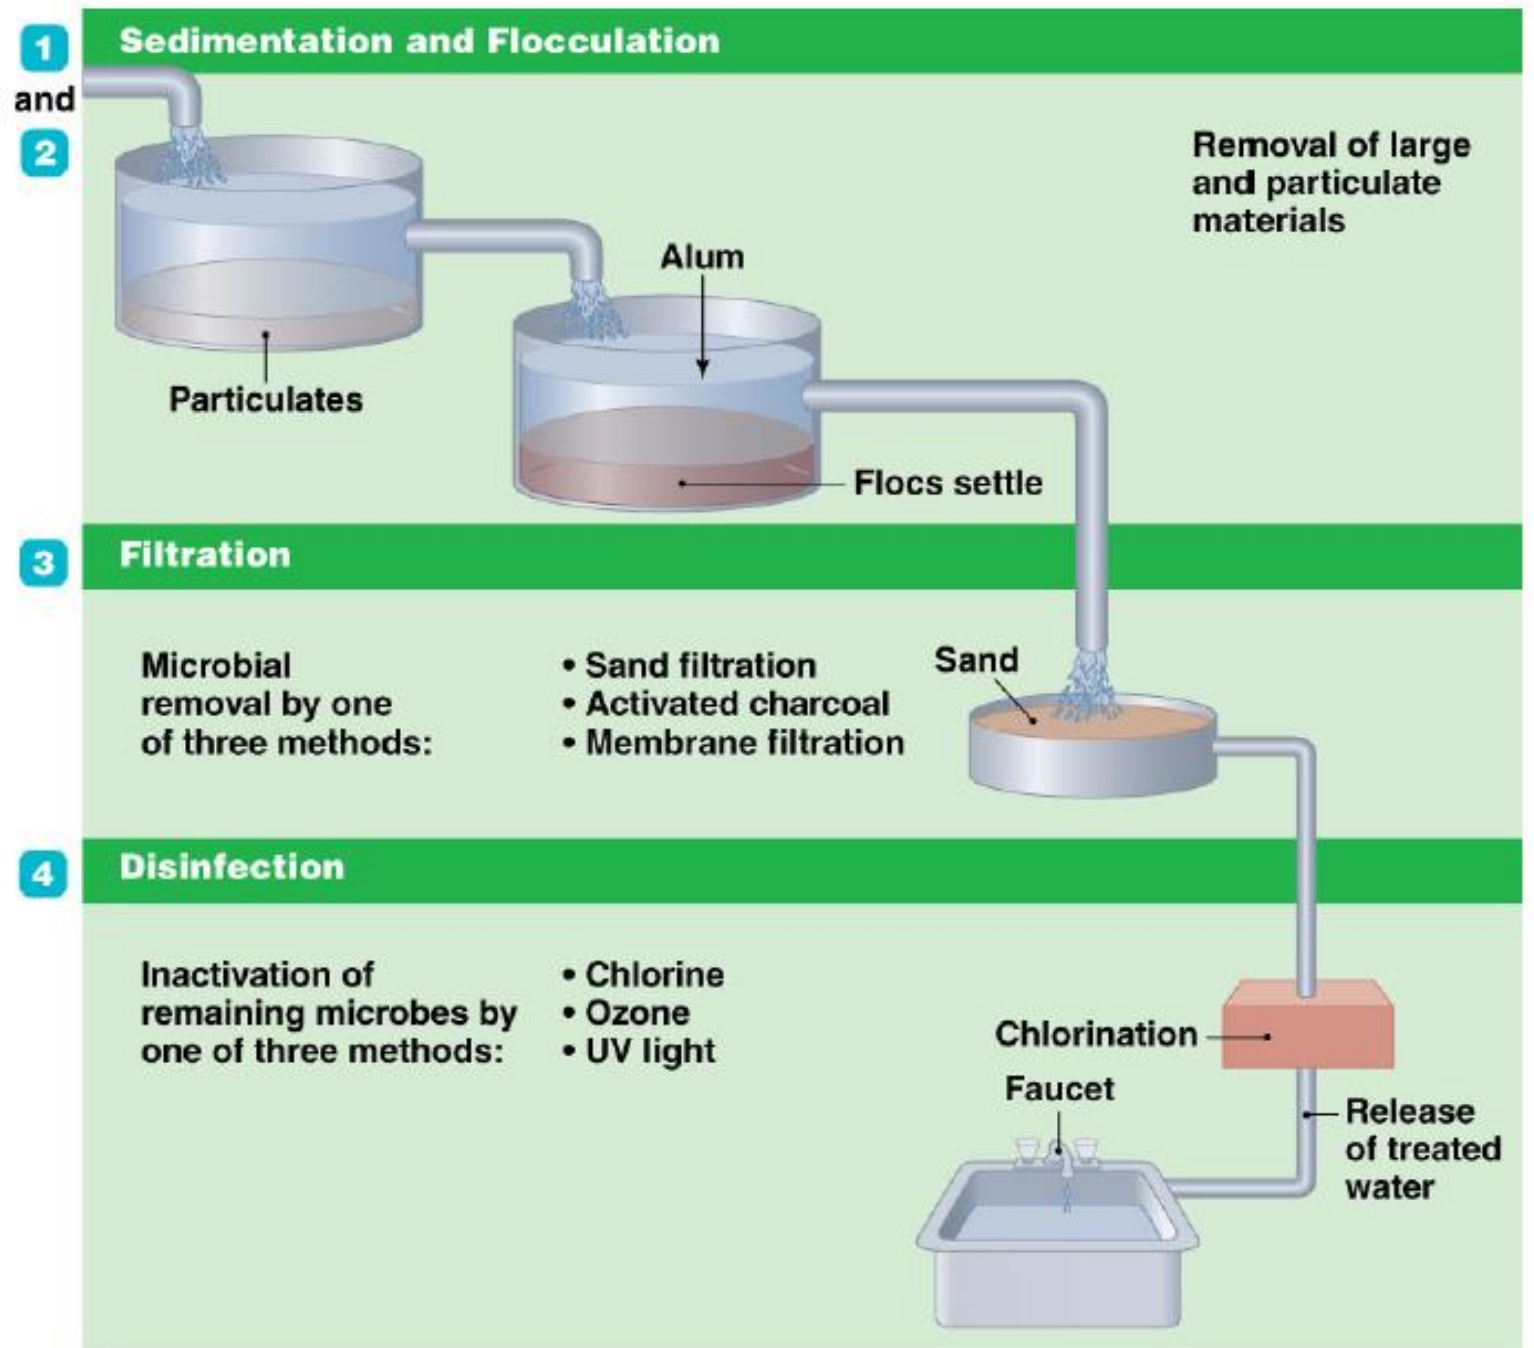 1
Sedimentation and Flocculation
and
2
Removal of large
and particulate
materials
Alum
Particulates
Flocs settle
3
Filtration
Microbial
removal by one
of three methods:
• Sand filtration
• Activated charcoal
• Membrane filtration
Sand
4
Disinfection
Inactivation of
remaining microbes by
one of three methods:
• Chlorine
• Ozone
• UV light
Chlorination
Faucet
Release
of treated
water